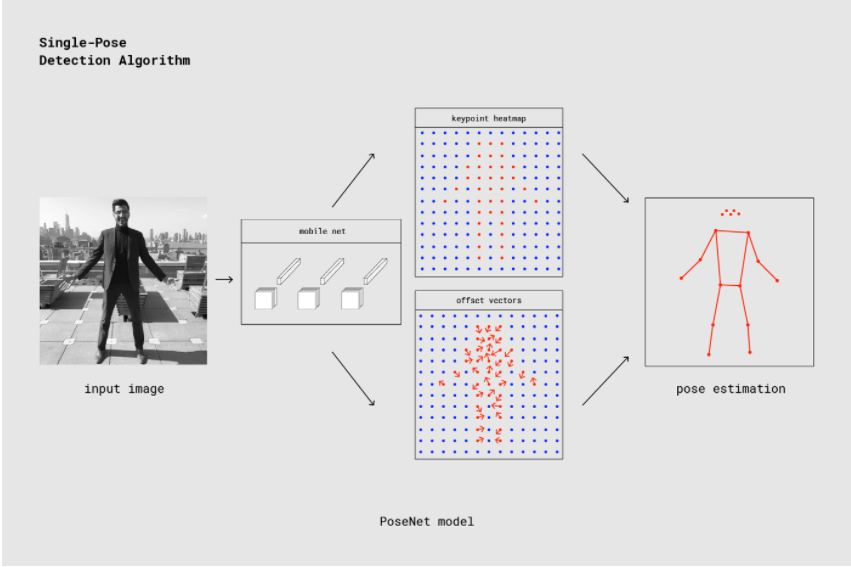 Single-Pose
Detection Algorithm
keypoint heatmap
mobile net
offset vectors
input image
pose estimation
PoseNet model